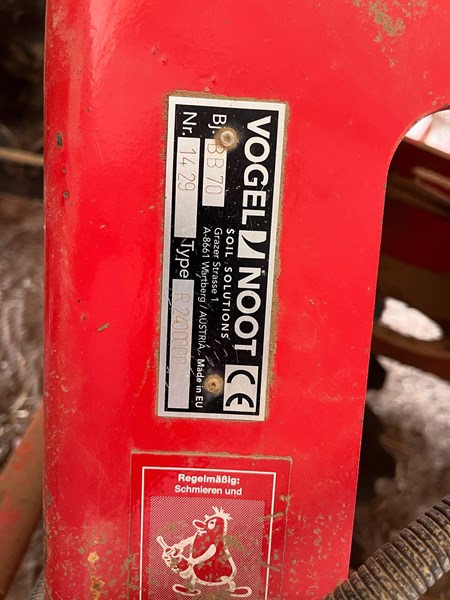 VOGEL NOOT CE
SOIL SOLUTIONS
Grazer Strasse 1
A-8661 Wartberg / AUSTRIA - Made in EU
Bj. BB 70
Nr. 14 29 Type
Regelmäßig:
Schmieren und